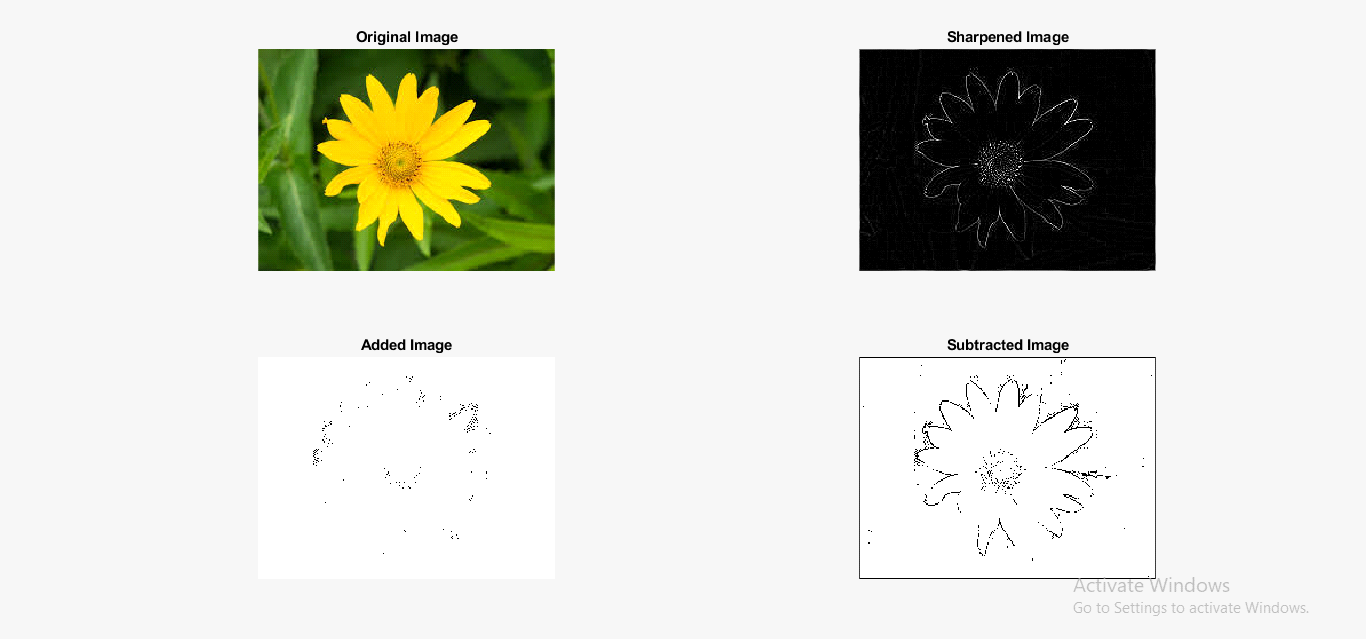 Original Image
Sharpened Image
Added Image
Subtracted Image
Activate Windows
Go to Settings to activate Windows.